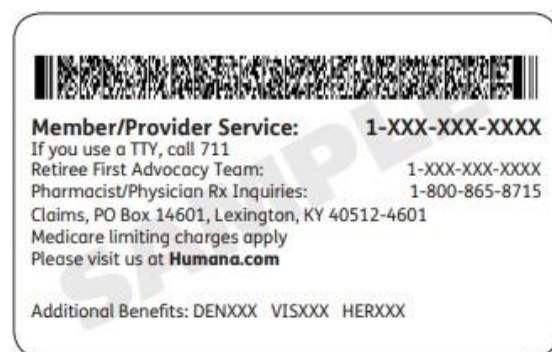 SAMPLE
Member/Provider Service: 1-XXX-XXX-XXXX
If you use a TTY, call 711
Retiree First Advocacy Team: 1-XXX-XXX-XXXX
Pharmacist/Physician Rx Inquiries: 1-800-865-8715
Claims, PO Box 14601, Lexington, KY 40512-4601
Medicare limiting charges apply
Please visit us at Humana.com
Additional Benefits: DENXXX VISXXX HERXXX